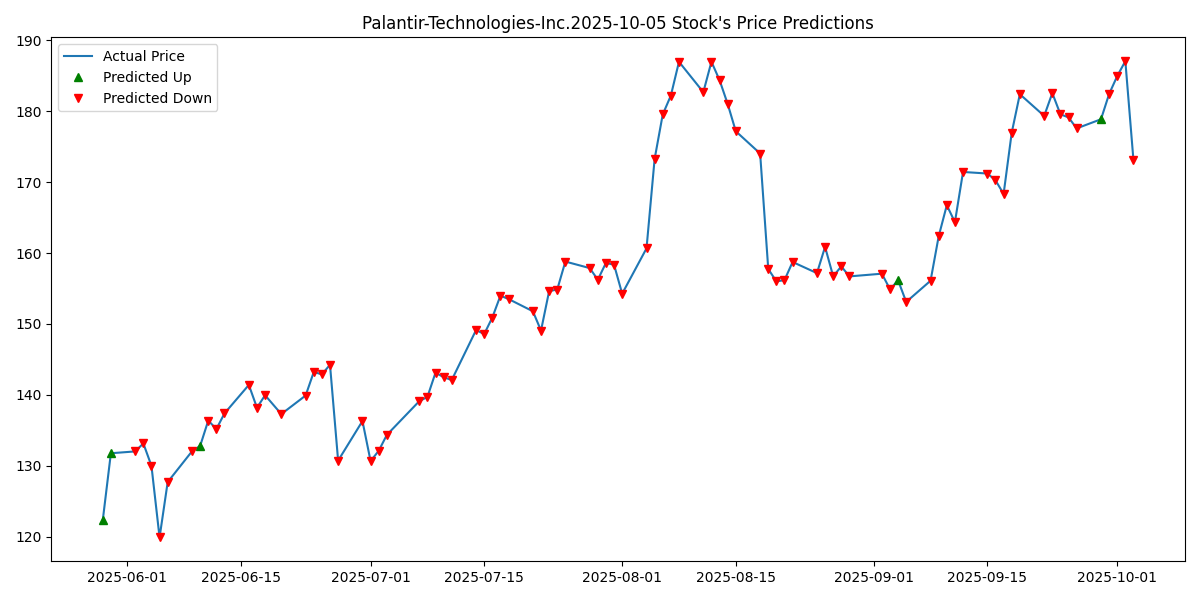 Palantir-Technologies-Inc.2025-10-05 Stock's Price Predictions
190
180
170
160
150
140
130
120
Actual Price
Predicted Up
Predicted Down
2025-06-01 2025-06-15 2025-07-01 2025-07-15 2025-08-01 2025-08-15 2025-09-01 2025-09-15 2025-10-01